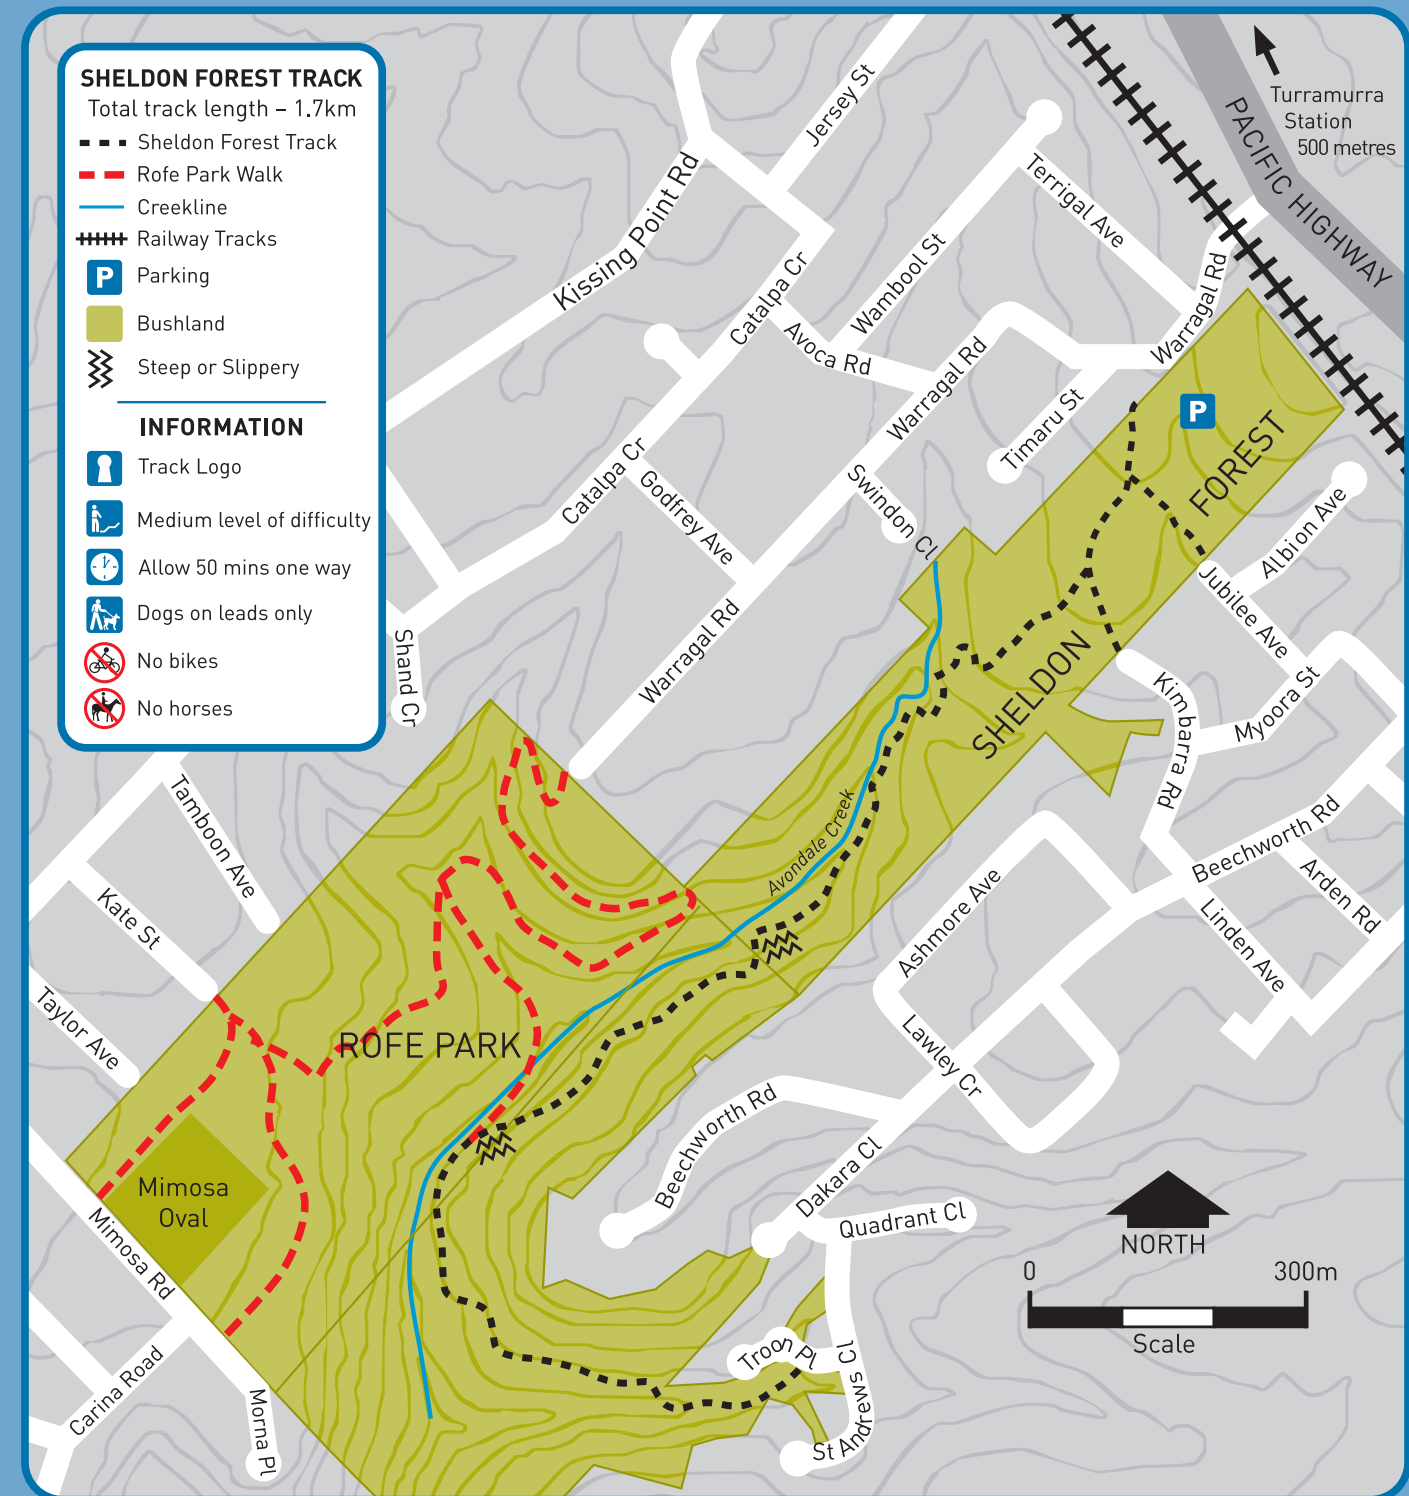 SHELDON FOREST TRACK
Total track length – 1.7km
Sheldon Forest Track
Rofe Park Walk
Creekline
Railway Tracks
P
Parking
Bushland
Steep or Slippery
INFORMATION
Track Logo
Medium level of difficulty
Allow 50 mins one way
Dogs on leads only
No bikes
No horses
Turramurra
Station
500 metres
PACIFIC HIGHWAY
Jersey St
Kissing Point Rd
Terrigal Ave
Wambool St
Catalpa Cr
Avoca Rd
Warragal Rd
Warragal Rd
Timaru St
P
FOREST
Catalpa Cr
Godfrey Ave
Swindon Cl
Albion Ave
Jubilee Ave
Warragal Rd
Shand Cr
SHELDON
Kimbarra Rd
Myoora St
Tamboon Ave
Avondale Creek
Beechworth Rd
Kate St
Ashmore Ave
Arden Rd
Linden Ave
Taylor Ave
ROFE PARK
Lawley Cr
Beechworth Rd
Dakara Cl
Mimosa
Oval
Mimosa Rd
Quadrant Cl
NORTH
0
300m
Scale
Carina Road
Morna Pl
Troon Pl
St Andrews Cl